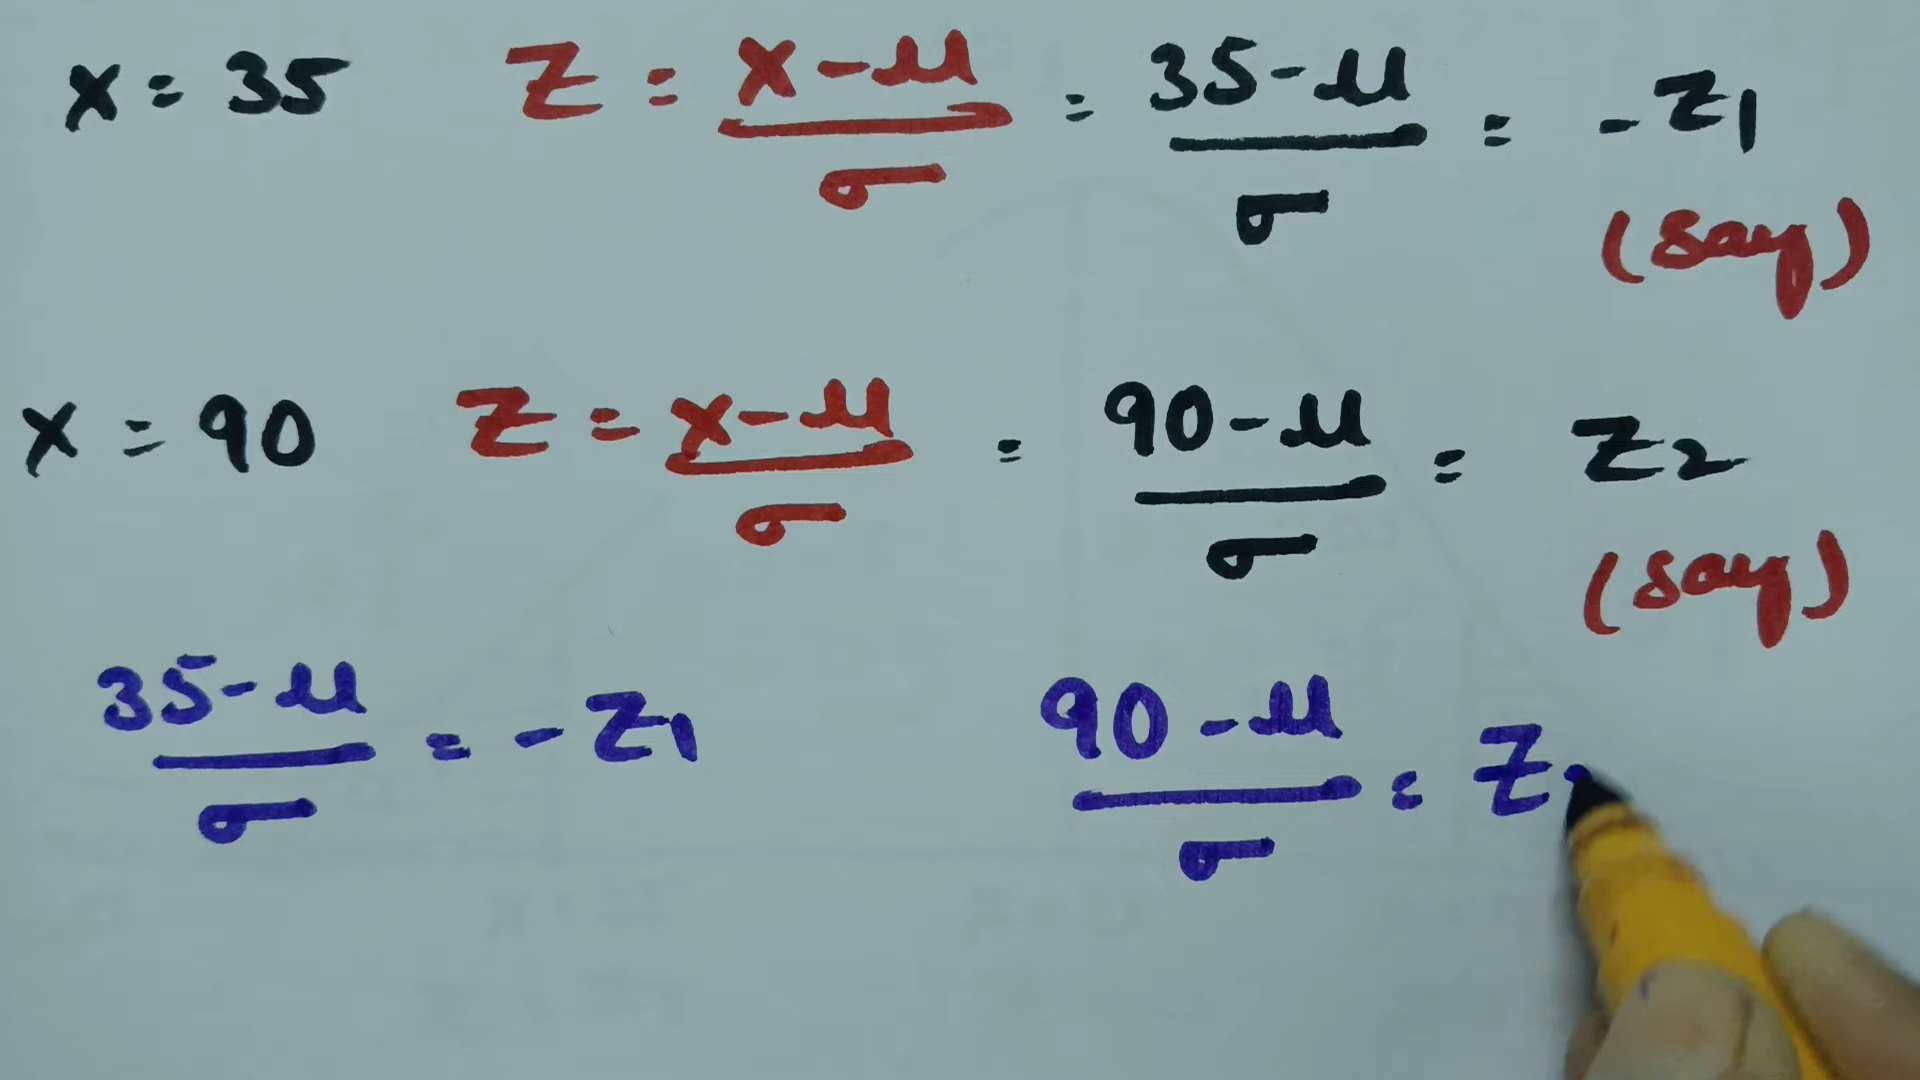 x = 35 Z = (x - μ)/σ = (35 - μ)/σ = - Z1
(say)
x = 90 Z = (x - μ)/σ = (90 - μ)/σ = Z2
(say)
(35 - μ)/σ = - Z1 (90 - μ)/σ = Z